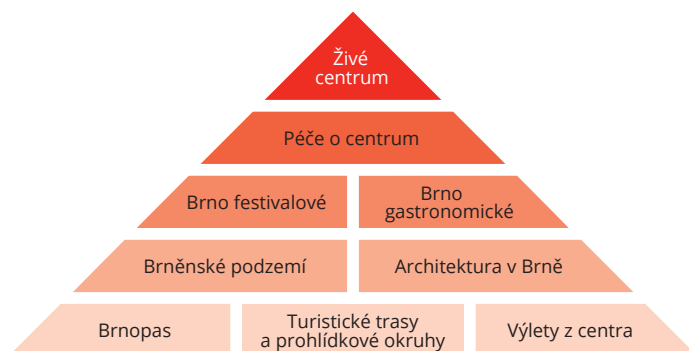 Živé
centrum
Péče o centrum
Brno festivalové
Brno
gastronomické
Brněnské podzemí
Architektura v Brně
Brnopas
Turistické trasy
a prohlídkové okruhy
Výlety z centra